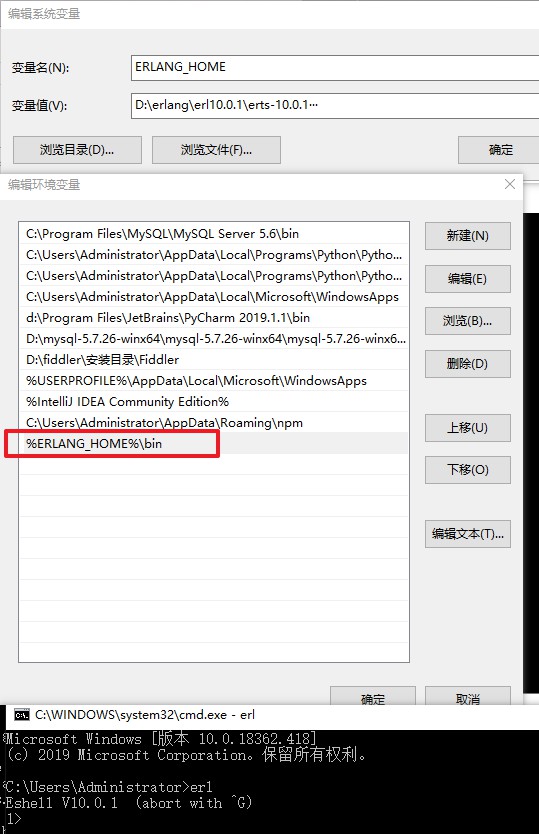 编辑系统变量
变量名(N):
ERLANG_HOME
变量值(V):
D:\erlang\erl10.0.1\erts-10.0.1···
浏览目录(D)...
浏览文件(F)...
确定
编辑环境变量
C:\Program Files\MySQL\MySQL Server 5.6\bin
C:\Users\Administrator\AppData\Local\Programs\Python\Pytho...
C:\Users\Administrator\AppData\Local\Programs\Python\Pytho...
C:\Users\Administrator\AppData\Local\Microsoft\WindowsApps
d:\Program Files\JetBrains\PyCharm 2019.1.1\bin
D:\mysql-5.7.26-winx64\mysql-5.7.26-winx64\mysql-5.7.26-winx6...
D:\fiddler\安装目录\Fiddler
%USERPROFILE%\AppData\Local\Microsoft\WindowsApps
%IntelliJ IDEA Community Edition%
C:\Users\Administrator\AppData\Roaming\npm
%ERLANG_HOME%\bin
新建(N)
编辑(E)
浏览(B)...
删除(D)
上移(U)
下移(O)
编辑文本(T)...
确定
取消
C:\WINDOWS\system32\cmd.exe - erl
Microsoft Windows [版本 10.0.18362.418]
(c) 2019 Microsoft Corporation。保留所有权利。
C:\Users\Administrator>erl
Eshell V10.0.1  (abort with ^G)
1>